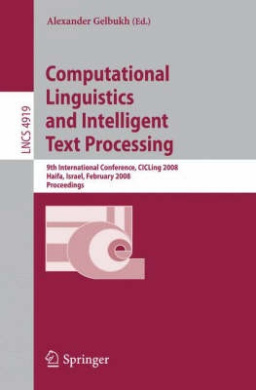 Alexander Gelbukh (Ed.)
LNCS 4919
Computational
Linguistics
and Intelligent
Text Processing
9th International Conference, CICLing 2008
Haifa, Israel, February 2008
Proceedings
Springer